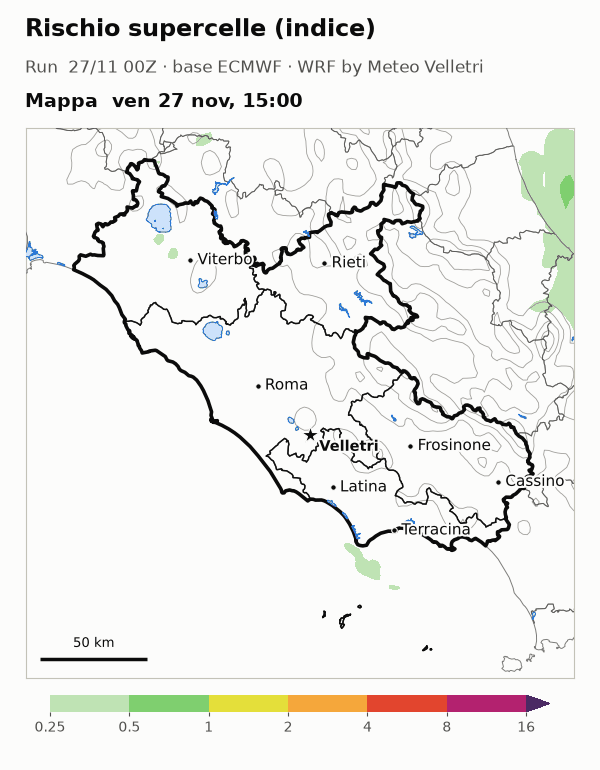 Rischio supercelle (indice)
Run  27/11 00Z · base ECMWF · WRF by Meteo Velletri
Mappa  ven 27 nov, 15:00
Viterbo
Rieti
Roma
Velletri
Frosinone
Cassino
Latina
Terracina
50 km
0.25 0.5 1 2 4 8 16